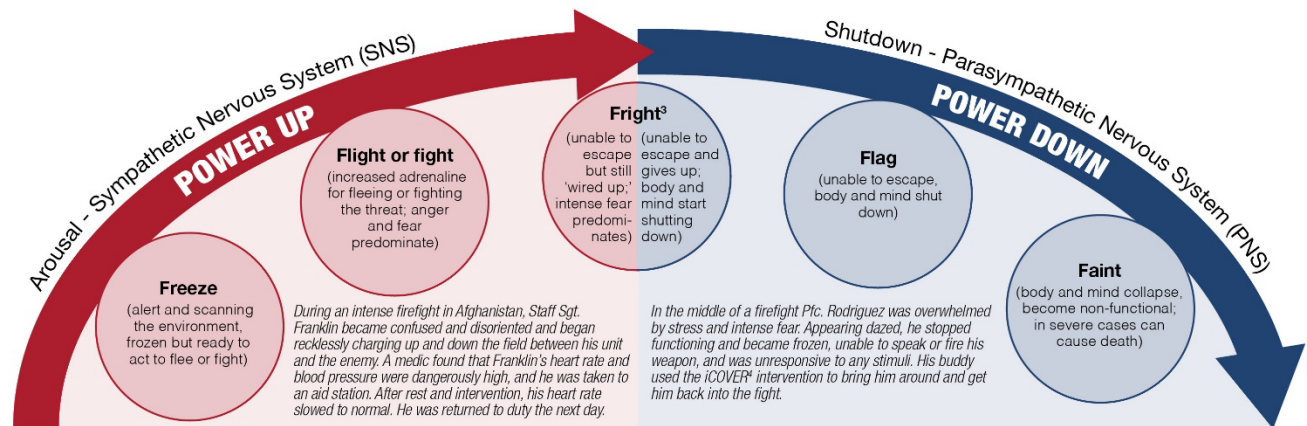 Arousal - Sympathetic Nervous System (SNS)
POWER UP
Shutdown - Parasympathetic Nervous System (PNS)
POWER DOWN
Freeze
(alert and scanning
the environment,
frozen but ready to
act to flee or fight)
Flight or fight
(increased adrenaline
for fleeing or fighting
the threat; anger
and fear
predominate)
Fright³
(unable to
escape
but still
‘wired up;’
intense fear
predomi-
nates)
(unable to
escape and
gives up;
body and
mind start
shutting
down)
Flag
(unable to escape,
body and mind shut
down)
Faint
(body and mind collapse,
become non-functional;
in severe cases can
cause death)
During an intense firefight in Afghanistan, Staff Sgt.
Franklin became confused and disoriented and began
recklessly charging up and down the field between his unit
and the enemy. A medic found that Franklin’s heart rate and
blood pressure were dangerously high, and he was taken to
an aid station. After rest and intervention, his heart rate
slowed to normal. He was returned to duty the next day.
In the middle of a firefight Pfc. Rodriguez was overwhelmed
by stress and intense fear. Appearing dazed, he stopped
functioning and became frozen, unable to speak or fire his
weapon, and was unresponsive to any stimuli. His buddy
used the iCOVER⁴ intervention to bring him around and get
him back into the fight.